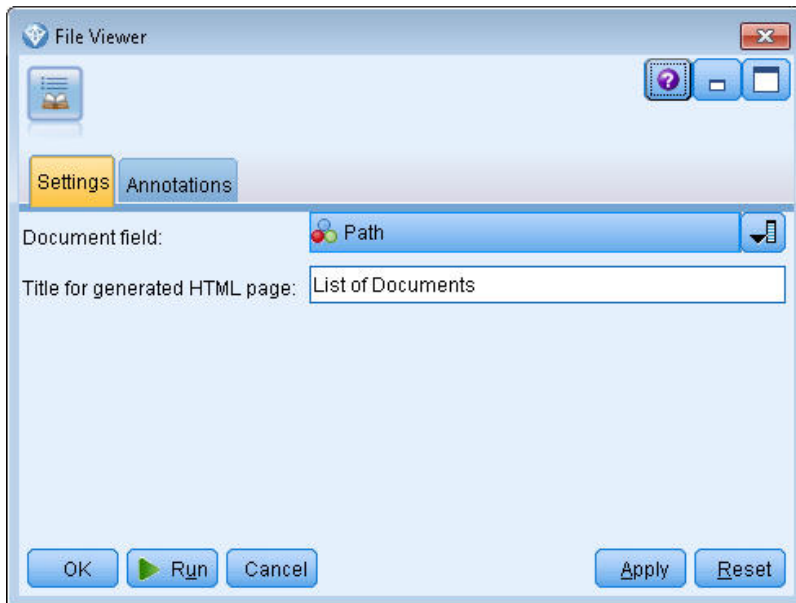 File Viewer
Settings
Annotations
Document field:
Path
Title for generated HTML page:
List of Documents
OK
Run
Cancel
Apply
Reset